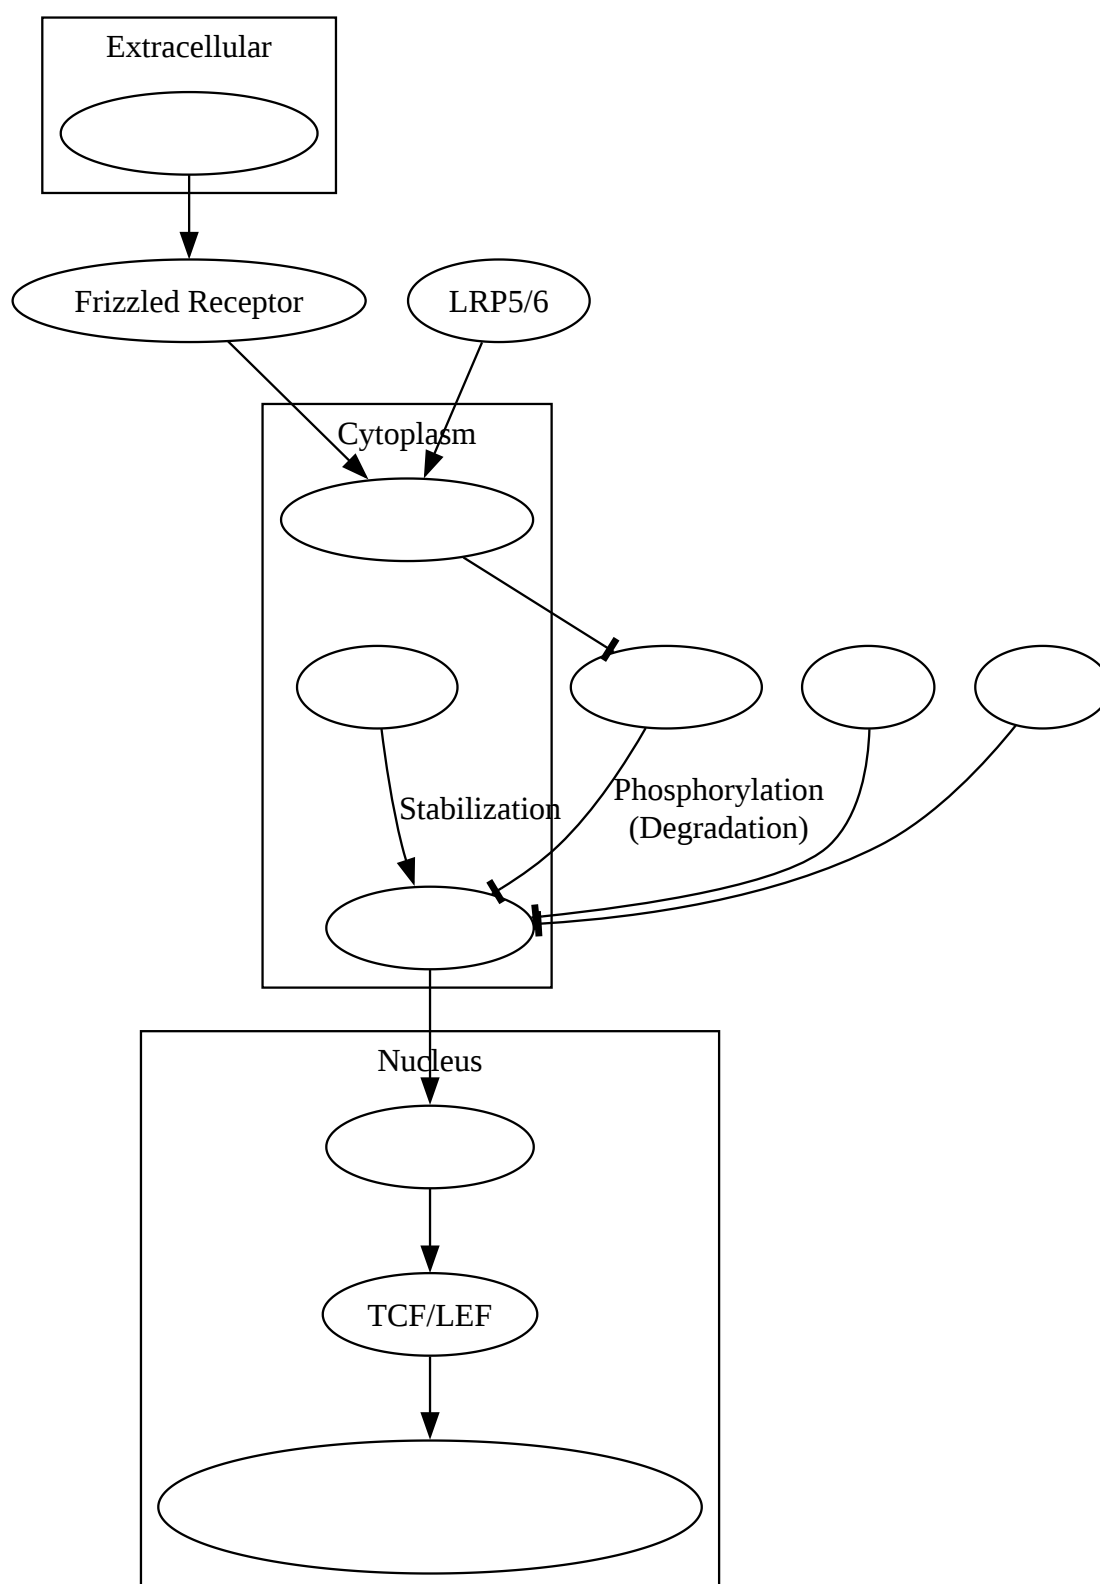 Extracellular
Frizzled Receptor
LRP5/6
Cytoplasm
Stabilization
Phosphorylation
(Degradation)
Nucleus
TCF/LEF